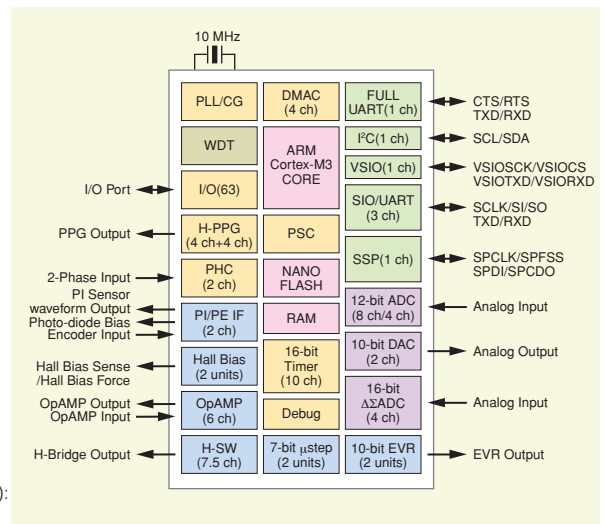 10 MHz
PLL/CG
DMAC
(4 ch)
FULL
UART(1 ch)
CTS/RTS
TXD/RXD
WDT
ARM
Cortex-M3
CORE
I²C(1 ch)
SCL/SDA
VSIO(1 ch)
VSIOSCK/VSIOCS
VSIOTXD/VSIORXD
I/O Port
I/O(63)
SIO/UART
(3 ch)
SCLK/SI/SO
TXD/RXD
PPG Output
H-PPG
(4 ch+4 ch)
PSC
SSP(1 ch)
SPCLK/SPFSS
SPDI/SPCDO
2-Phase Input
PHC
(2 ch)
NANO
FLASH
PI Sensor
waveform Output
Photo-diode Bias
Encoder Input
PI/PE IF
(2 ch)
RAM
12-bit ADC
(8 ch/4 ch)
Analog Input
Hall Bias Sense
/Hall Bias Force
Hall Bias
(2 units)
16-bit
Timer
(10 ch)
10-bit DAC
(2 ch)
Analog Output
OpAMP Output
OpAMP Input
OpAMP
(6 ch)
Debug
16-bit
ΔΣADC
(4 ch)
Analog Input
H-Bridge Output
H-SW
(7.5 ch)
7-bit µstep
(2 units)
10-bit EVR
(2 units)
EVR Output
):